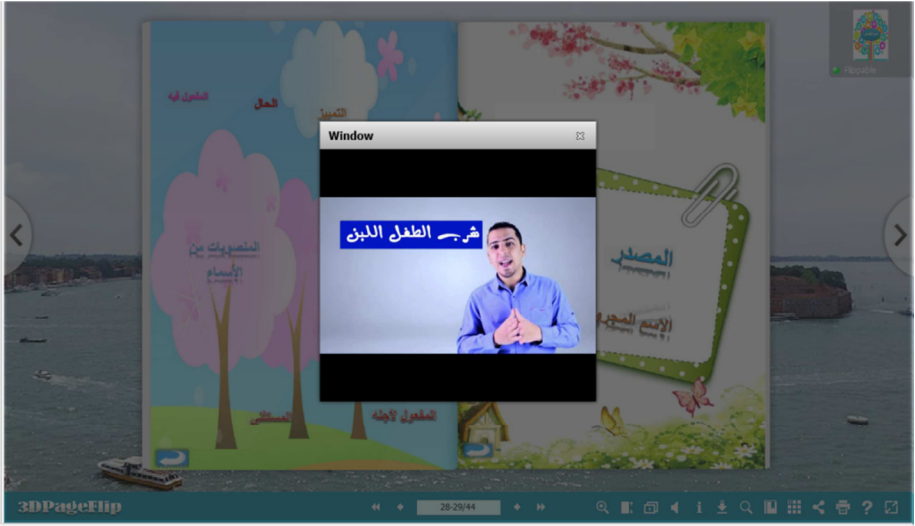 Flippable
المفعول فيه
الحال
التمييز
Window
شرب الطفل اللبن
المنصوبات من
الأسماء
المستثنى
المفعول لأجله
المصدر
الاسم المجرور
3DPageFlip
28-29/44